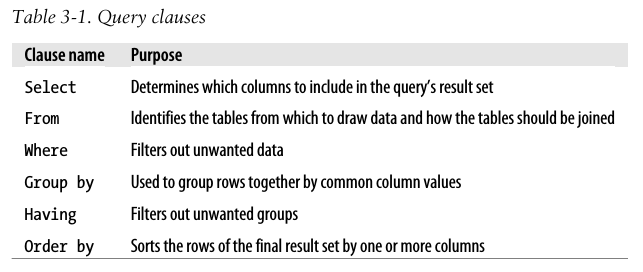 Table 3-1. Query clauses
Clause name Purpose
Select Determines which columns to include in the query’s result set
From Identifies the tables from which to draw data and how the tables should be joined
Where Filters out unwanted data
Group by Used to group rows together by common column values
Having Filters out unwanted groups
Order by Sorts the rows of the final result set by one or more columns